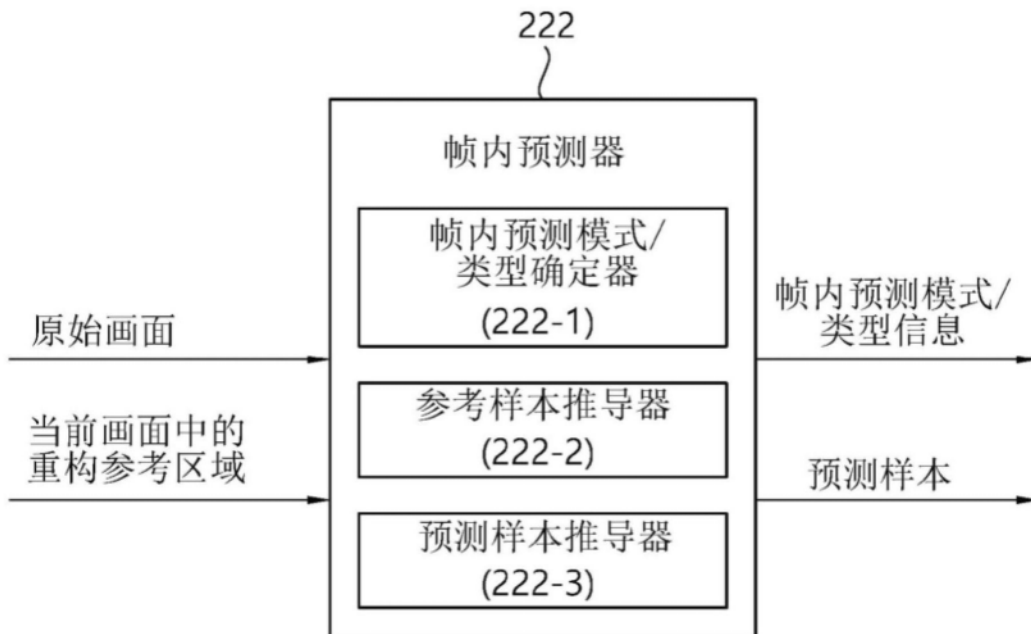 222
帧内预测器
帧内预测模式/
类型确定器
(222-1)
原始画面
帧内预测模式/
类型信息
参考样本推导器
(222-2)
当前画面中的
重构参考区域
预测样本
预测样本推导器
(222-3)